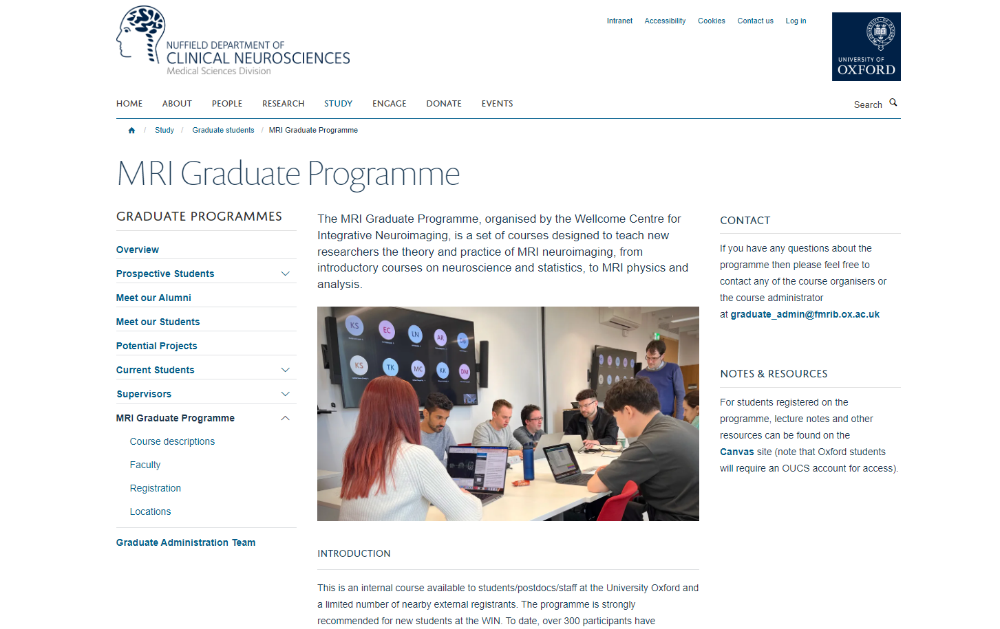 NUFFIELD DEPARTMENT OF
CLINICAL NEUROSCIENCES
Medical Sciences Division
Intranet
Accessibility
Cookies
Contact us
Log in
UNIVERSITY OF
OXFORD
HOME
ABOUT
PEOPLE
RESEARCH
STUDY
ENGAGE
DONATE
EVENTS
Search
/ Study / Graduate students / MRI Graduate Programme
MRI Graduate Programme
GRADUATE PROGRAMMES
Overview
Prospective Students
Meet our Alumni
Meet our Students
Potential Projects
Current Students
Supervisors
MRI Graduate Programme
Course descriptions
Faculty
Registration
Locations
Graduate Administration Team
The MRI Graduate Programme, organised by the Wellcome Centre for
Integrative Neuroimaging, is a set of courses designed to teach new
researchers the theory and practice of MRI neuroimaging, from
introductory courses on neuroscience and statistics, to MRI physics and
analysis.
KS
EC
LN
AR
DB
KS
TK
MC
KK
DM
INTRODUCTION
This is an internal course available to students/postdocs/staff at the University Oxford and
a limited number of nearby external registrants. The programme is strongly
recommended for new students at the WIN. To date, over 300 participants have
CONTACT
If you have any questions about the
programme then please feel free to
contact any of the course organisers or
the course administrator
at graduate_admin@fmrib.ox.ac.uk
NOTES & RESOURCES
For students registered on the
programme, lecture notes and other
resources can be found on the
Canvas site (note that Oxford students
will require an OUCS account for access).